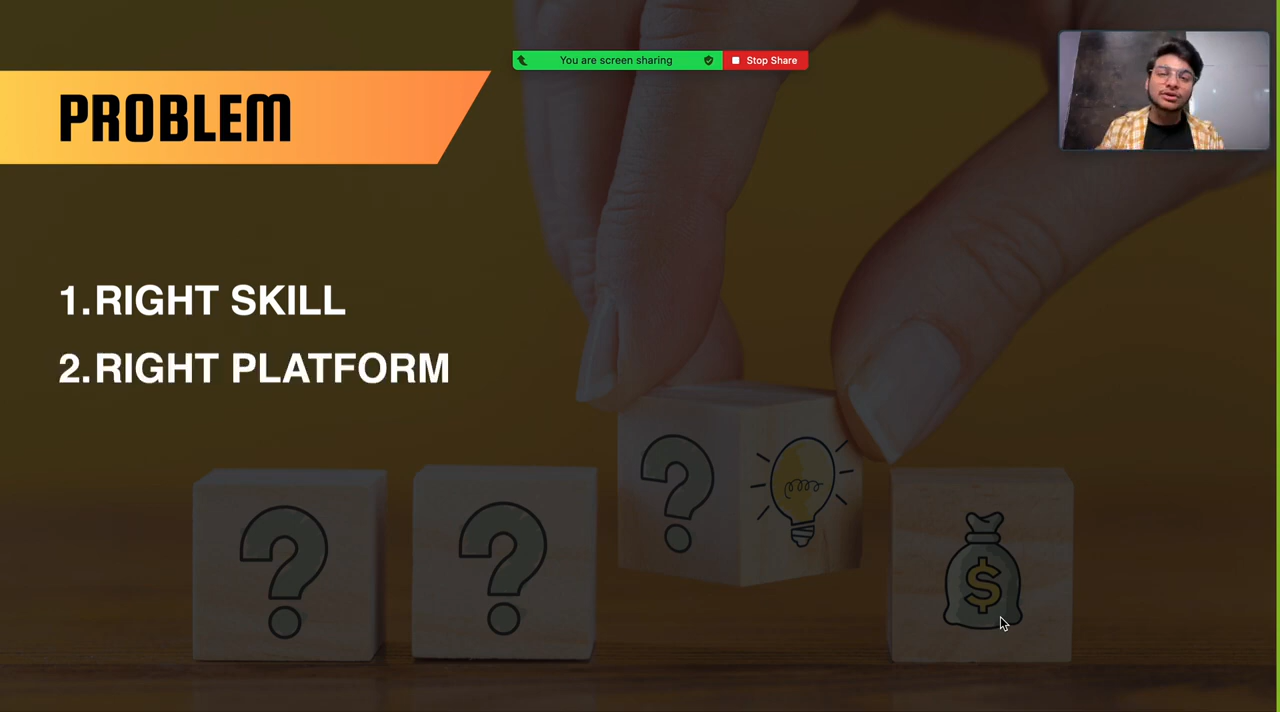 You are screen sharing
Stop Share
PROBLEM
1.RIGHT SKILL
2.RIGHT PLATFORM
?
?
?
$